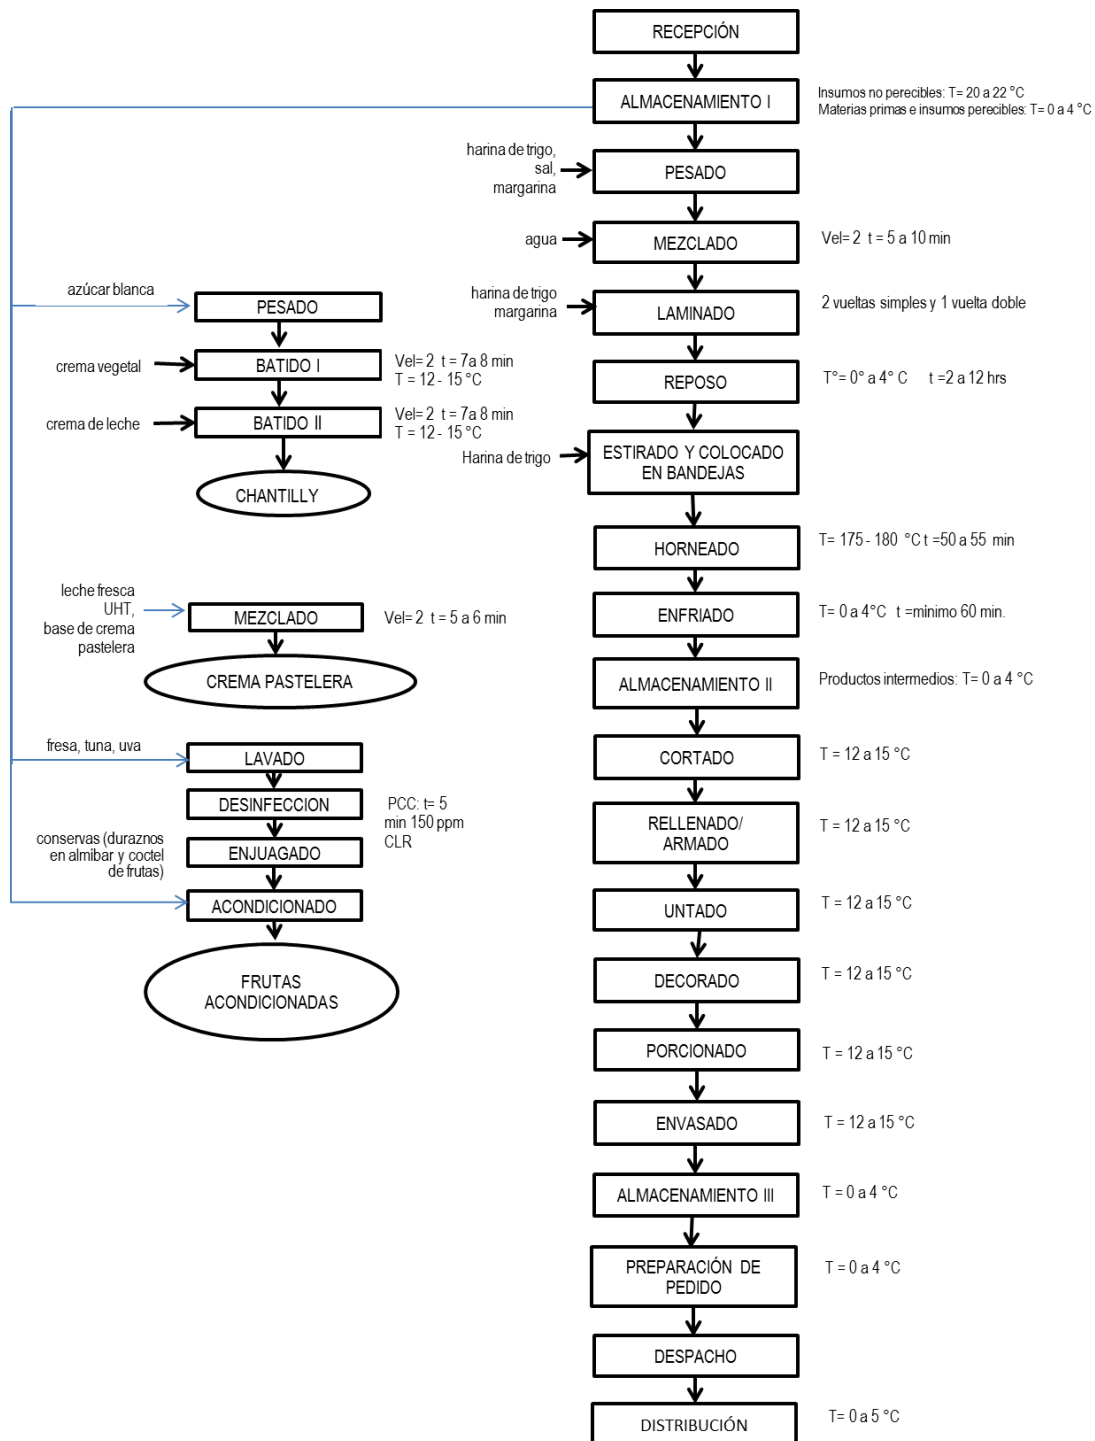 RECEPCIÓN
ALMACENAMIENTO I
Insumos no perecibles: T= 20 a 22 °C
Materias primas e insumos perecibles: T= 0 a 4 °C
harina de trigo,
sal,
margarina
PESADO
agua
MEZCLADO
Vel= 2 t = 5 a 10 min
harina de trigo
margarina
LAMINADO
2 vueltas simples y 1 vuelta doble
REPOSO
T°= 0° a 4° C t =2 a 12 hrs
Harina de trigo
ESTIRADO Y COLOCADO
EN BANDEJAS
HORNEADO
T= 175 - 180 °C t =50 a 55 min
ENFRIADO
T= 0 a 4°C t =mínimo 60 min.
ALMACENAMIENTO II
Productos intermedios: T= 0 a 4 °C
CORTADO
T = 12 a 15 °C
RELLENADO/
ARMADO
T = 12 a 15 °C
UNTADO
T = 12 a 15 °C
DECORADO
T = 12 a 15 °C
PORCIONADO
T = 12 a 15 °C
ENVASADO
T = 12 a 15 °C
ALMACENAMIENTO III
T = 0 a 4 °C
PREPARACIÓN DE
PEDIDO
T = 0 a 4 °C
DESPACHO
DISTRIBUCIÓN
T= 0 a 5 °C
azúcar blanca
PESADO
crema vegetal
BATIDO I
Vel= 2 t = 7 a 8 min
T = 12 - 15 °C
crema de leche
BATIDO II
Vel= 2 t = 7 a 8 min
T = 12 - 15 °C
CHANTILLY
leche fresca
UHT,
base de crema
pastelera
MEZCLADO
Vel= 2 t = 5 a 6 min
CREMA PASTELERA
fresa, tuna, uva
LAVADO
DESINFECCION
PCC: t= 5
min 150 ppm
CLR
ENJUAGADO
conservas (duraznos
en almibar y coctel
de frutas)
ACONDICIONADO
FRUTAS
ACONDICIONADAS